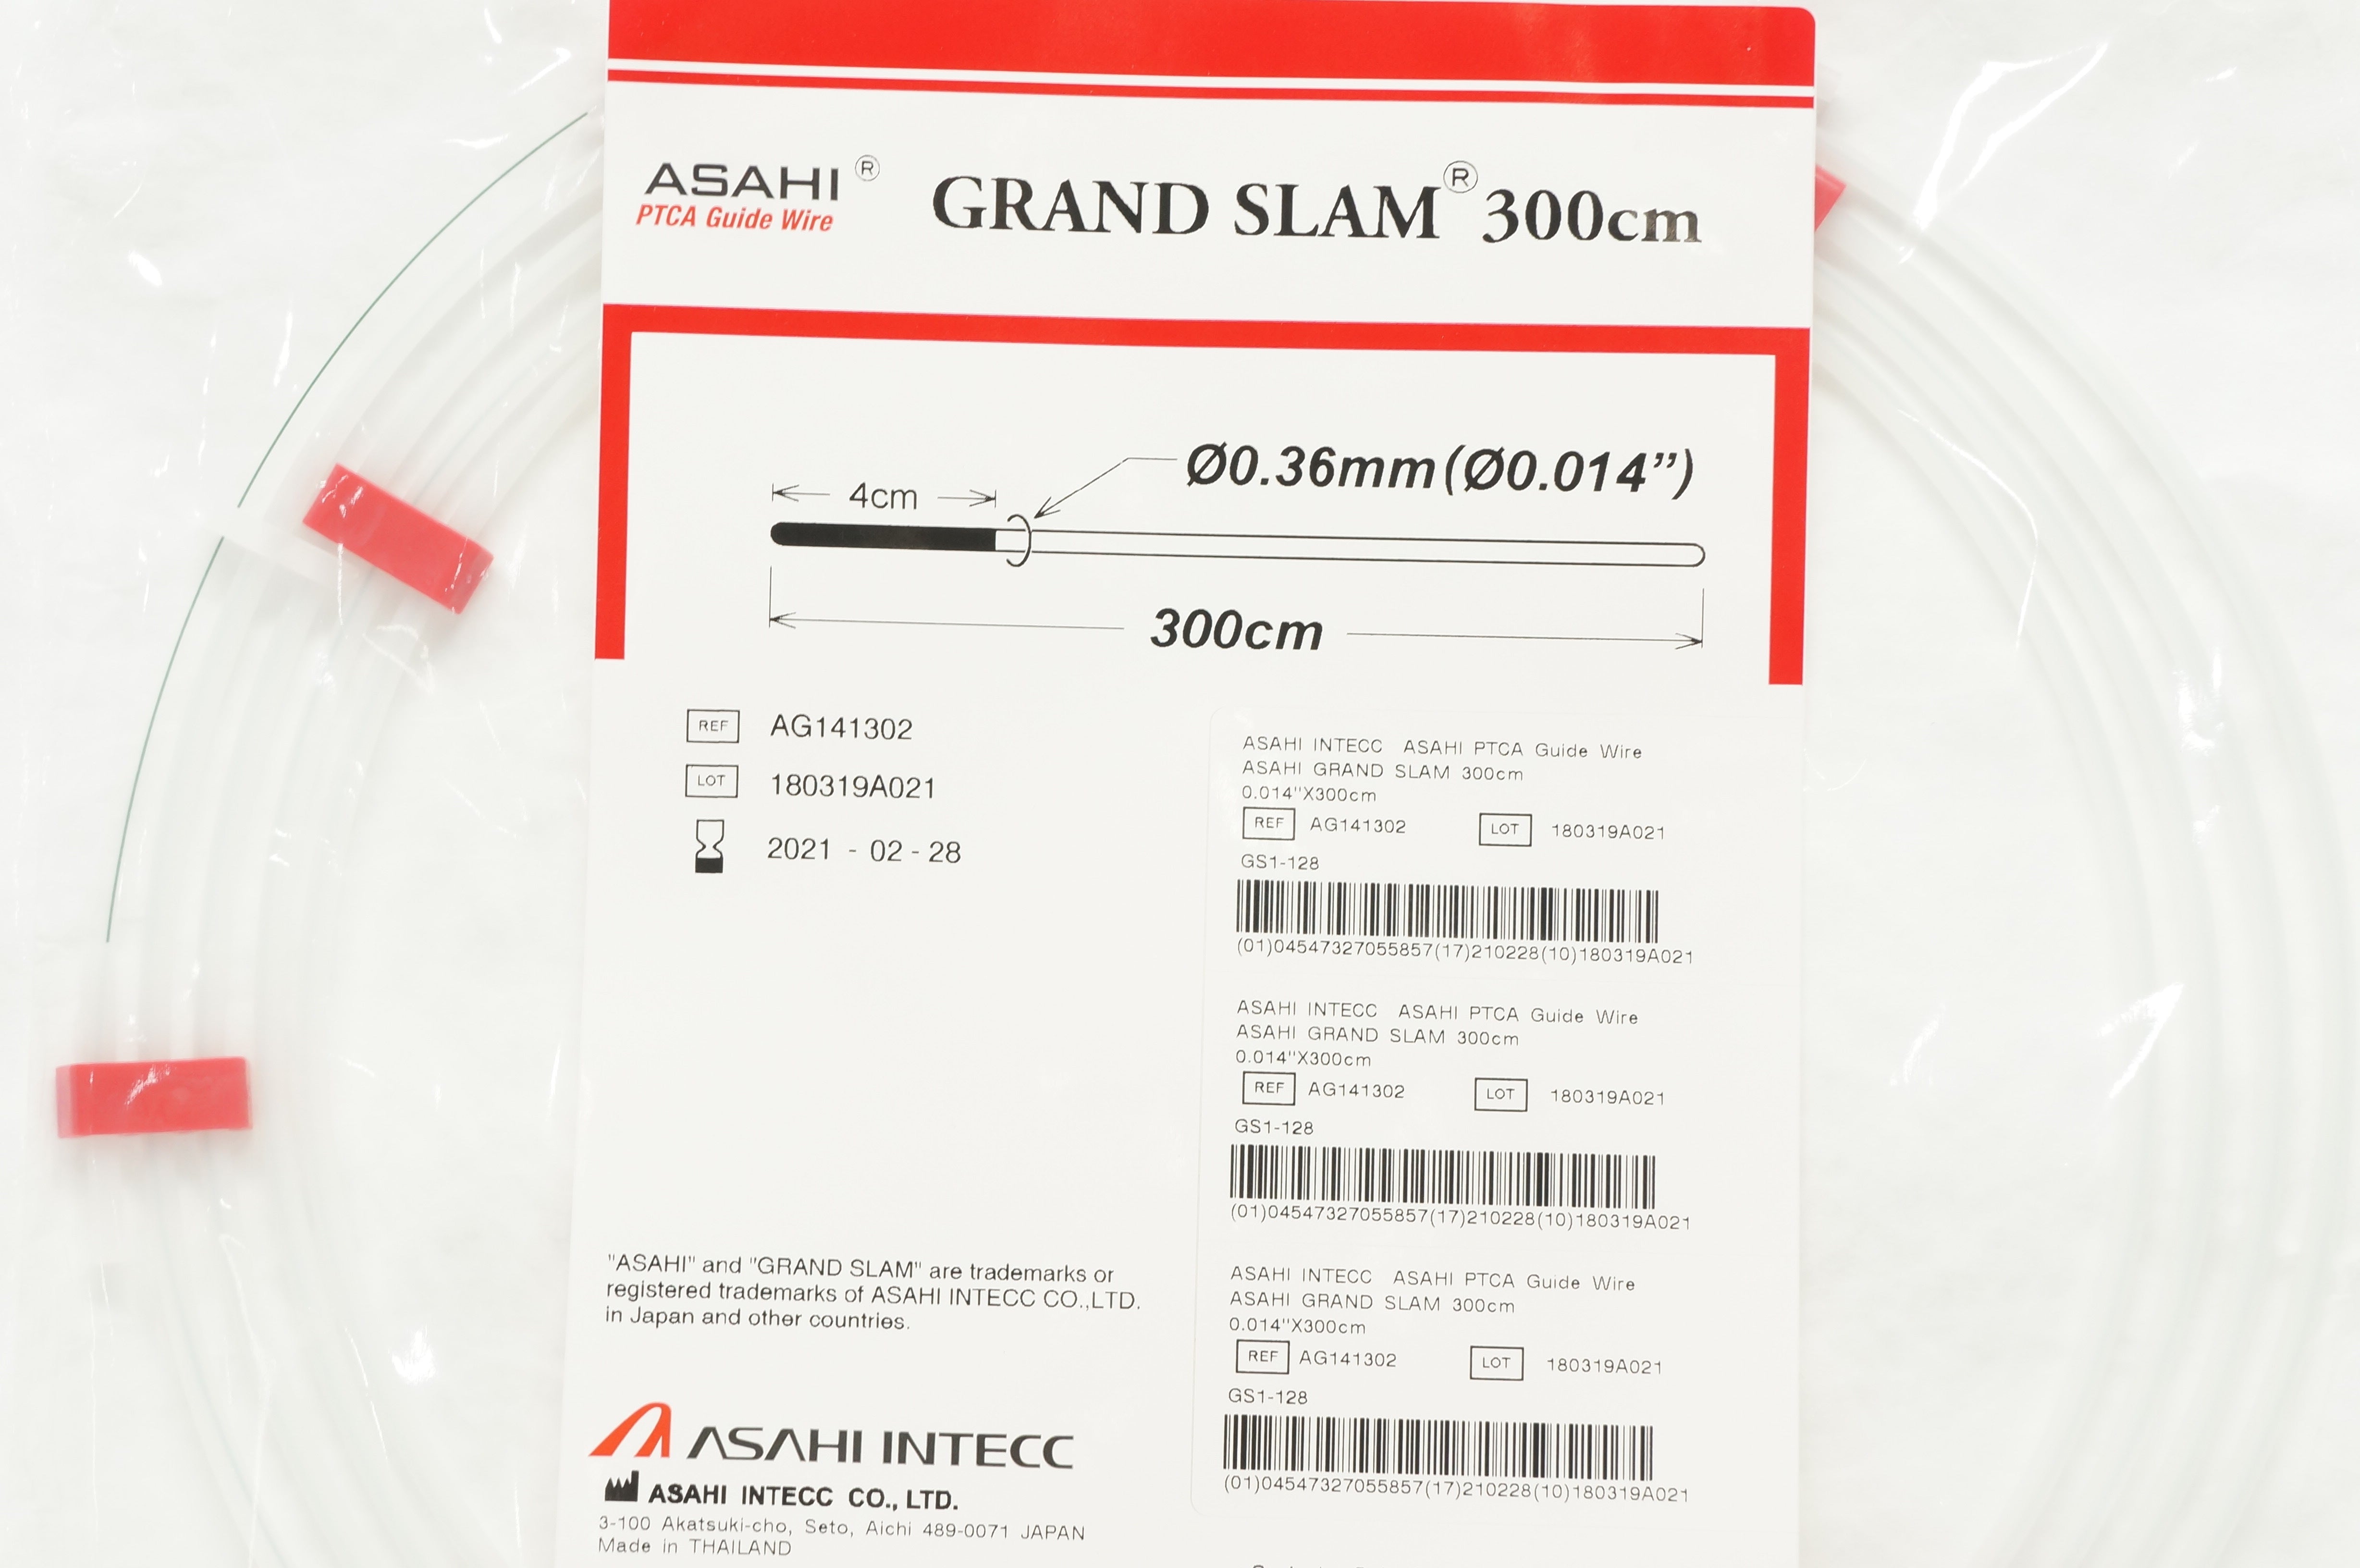 ASAHI ®
PTCA Guide Wire
GRAND SLAM® 300cm
Ø0.36mm(Ø0.014”)
4cm
300cm
REF AG141302
LOT 180319A021
2021 - 02 - 28
ASAHI INTECC ASAHI PTCA Guide Wire
ASAHI GRAND SLAM 300cm
0.014"X300cm
REF AG141302 LOT 180319A021
GS1-128
(01)04547327055857(17)210228(10)180319A021
ASAHI INTECC ASAHI PTCA Guide Wire
ASAHI GRAND SLAM 300cm
0.014"X300cm
REF AG141302 LOT 180319A021
GS1-128
(01)04547327055857(17)210228(10)180319A021
ASAHI INTECC ASAHI PTCA Guide Wire
ASAHI GRAND SLAM 300cm
0.014"X300cm
REF AG141302 LOT 180319A021
GS1-128
(01)04547327055857(17)210228(10)180319A021
"ASAHI" and "GRAND SLAM" are trademarks or
registered trademarks of ASAHI INTECC CO.,LTD.
in Japan and other countries.
ASAHI INTECC
ASAHI INTECC CO., LTD.
3-100 Akatsuki-cho, Seto, Aichi 489-0071 JAPAN
Made in THAILAND